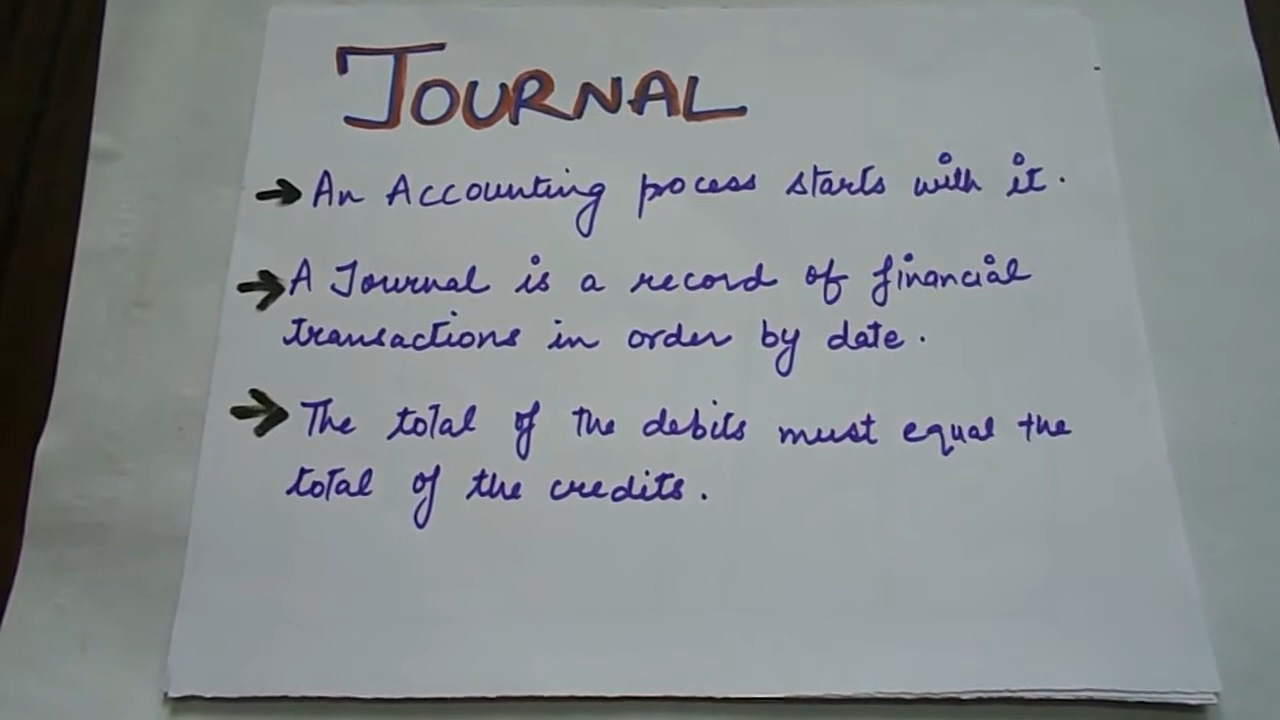 JOURNAL
→ An Accounting pocess starts with it.
→ A Journal is a record of financial
transactions in order by date.
→ The total of the debits must equal the
total of the credits.